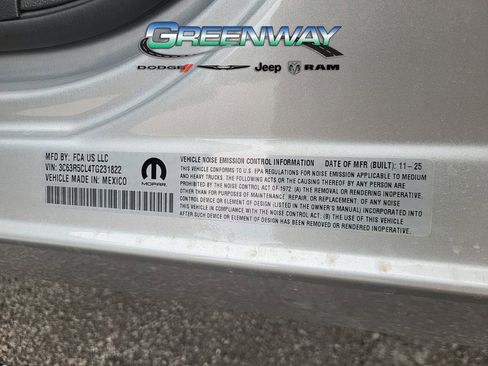 GREENWAY
DODGE Jeep RAM
MFD BY: FCA US LLC
VIN: 3C63R5CL4TG231822
VEHICLE MADE IN: MEXICO
MOPAR
VEHICLE NOISE EMISSION CONTROL INFORMATION DATE OF MFR (BUILT): 11-25
THIS VEHICLE CONFORMS TO U.S. EPA REGULATIONS FOR NOISE EMISSION APPLICABLE TO MEDIUM
AND HEAVY TRUCKS. THE FOLLOWING ACTS OR THE CAUSING THEREOF BY ANY PERSON
ARE PROHIBITED BY THE NOISE CONTROL ACT OF 1972: (A) THE REMOVAL OR RENDERING
INOPERATIVE, OTHER THAN FOR PURPOSES OF MAINTENANCE, REPAIR, OR REPLACEMENT, OF ANY
NOISE CONTROL DEVICE OR ELEMENT OF DESIGN (LISTED IN THE OWNER'S MANUAL) INCORPORATED
INTO THIS VEHICLE IN COMPLIANCE WITH THE NOISE CONTROL ACT; (B) THE USE OF THIS VEHICLE
AFTER SUCH DEVICE OR ELEMENT OF DESIGN HAS BEEN REMOVED OR RENDERED INOPERATIVE.